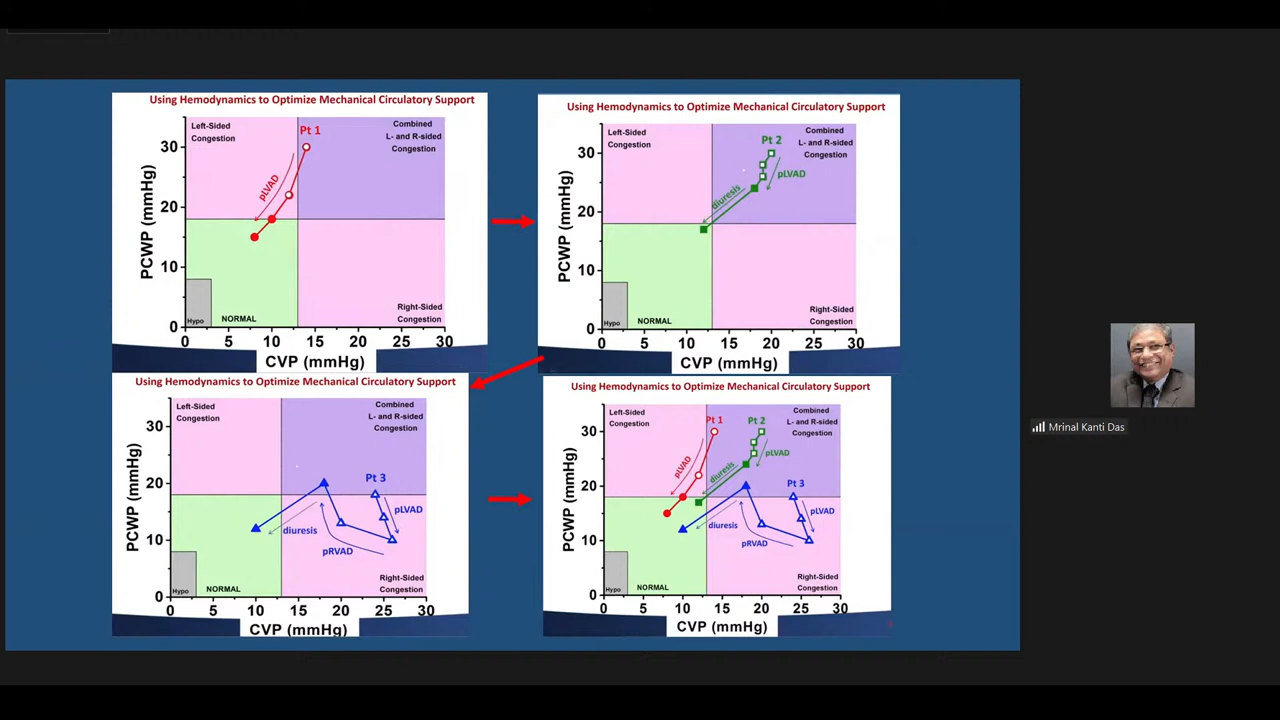 Using Hemodynamics to Optimize Mechanical Circulatory Support
Left-Sided
Congestion
Pt 1
Combined
L- and R-sided
Congestion
pLVAD
Right-Sided
Congestion
Hypo
NORMAL
PCWP (mmHg)
30
20
10
0
0 5 10 15 20 25 30
CVP (mmHg)
Using Hemodynamics to Optimize Mechanical Circulatory Support
Left-Sided
Congestion
Pt 2
Combined
L- and R-sided
Congestion
pLVAD
diuresis
Right-Sided
Congestion
Hypo
NORMAL
PCWP (mmHg)
30
20
10
0
0 5 10 15 20 25 30
CVP (mmHg)
Using Hemodynamics to Optimize Mechanical Circulatory Support
Left-Sided
Congestion
Combined
L- and R-sided
Congestion
Pt 3
pLVAD
diuresis
pRVAD
Right-Sided
Congestion
Hypo
NORMAL
PCWP (mmHg)
30
20
10
0
0 5 10 15 20 25 30
CVP (mmHg)
Using Hemodynamics to Optimize Mechanical Circulatory Support
Left-Sided
Congestion
Pt 1
Pt 2
Combined
L- and R-sided
Congestion
pLVAD
diuresis
pLVAD
Pt 3
pLVAD
diuresis
pRVAD
Right-Sided
Congestion
Hypo
NORMAL
PCWP (mmHg)
30
20
10
0
0 5 10 15 20 25 30
CVP (mmHg)
Mrinal Kanti Das